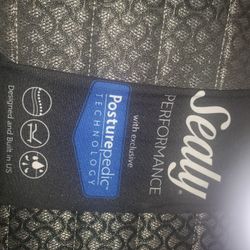 Sealy
PERFORMANCE
with exclusive
Posturepedic
TECHNOLOGY
Designed and Built in US